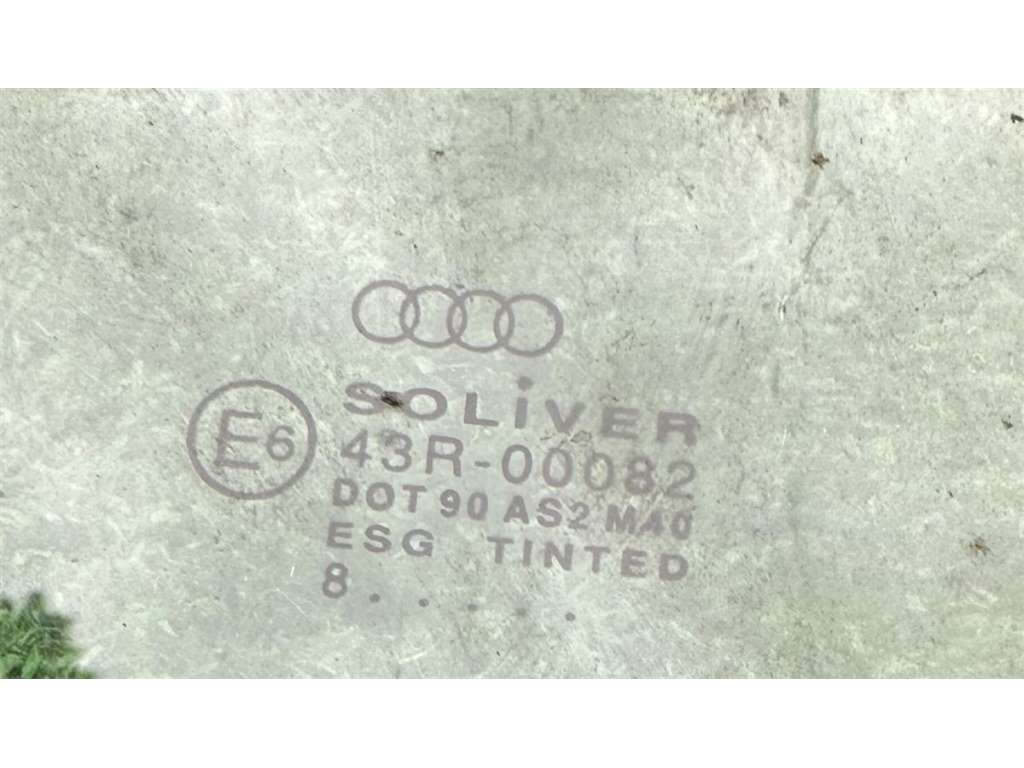 SOLiVER
E6 43R-00082
DOT 90 AS2 M40
ESG TINTED
8.....